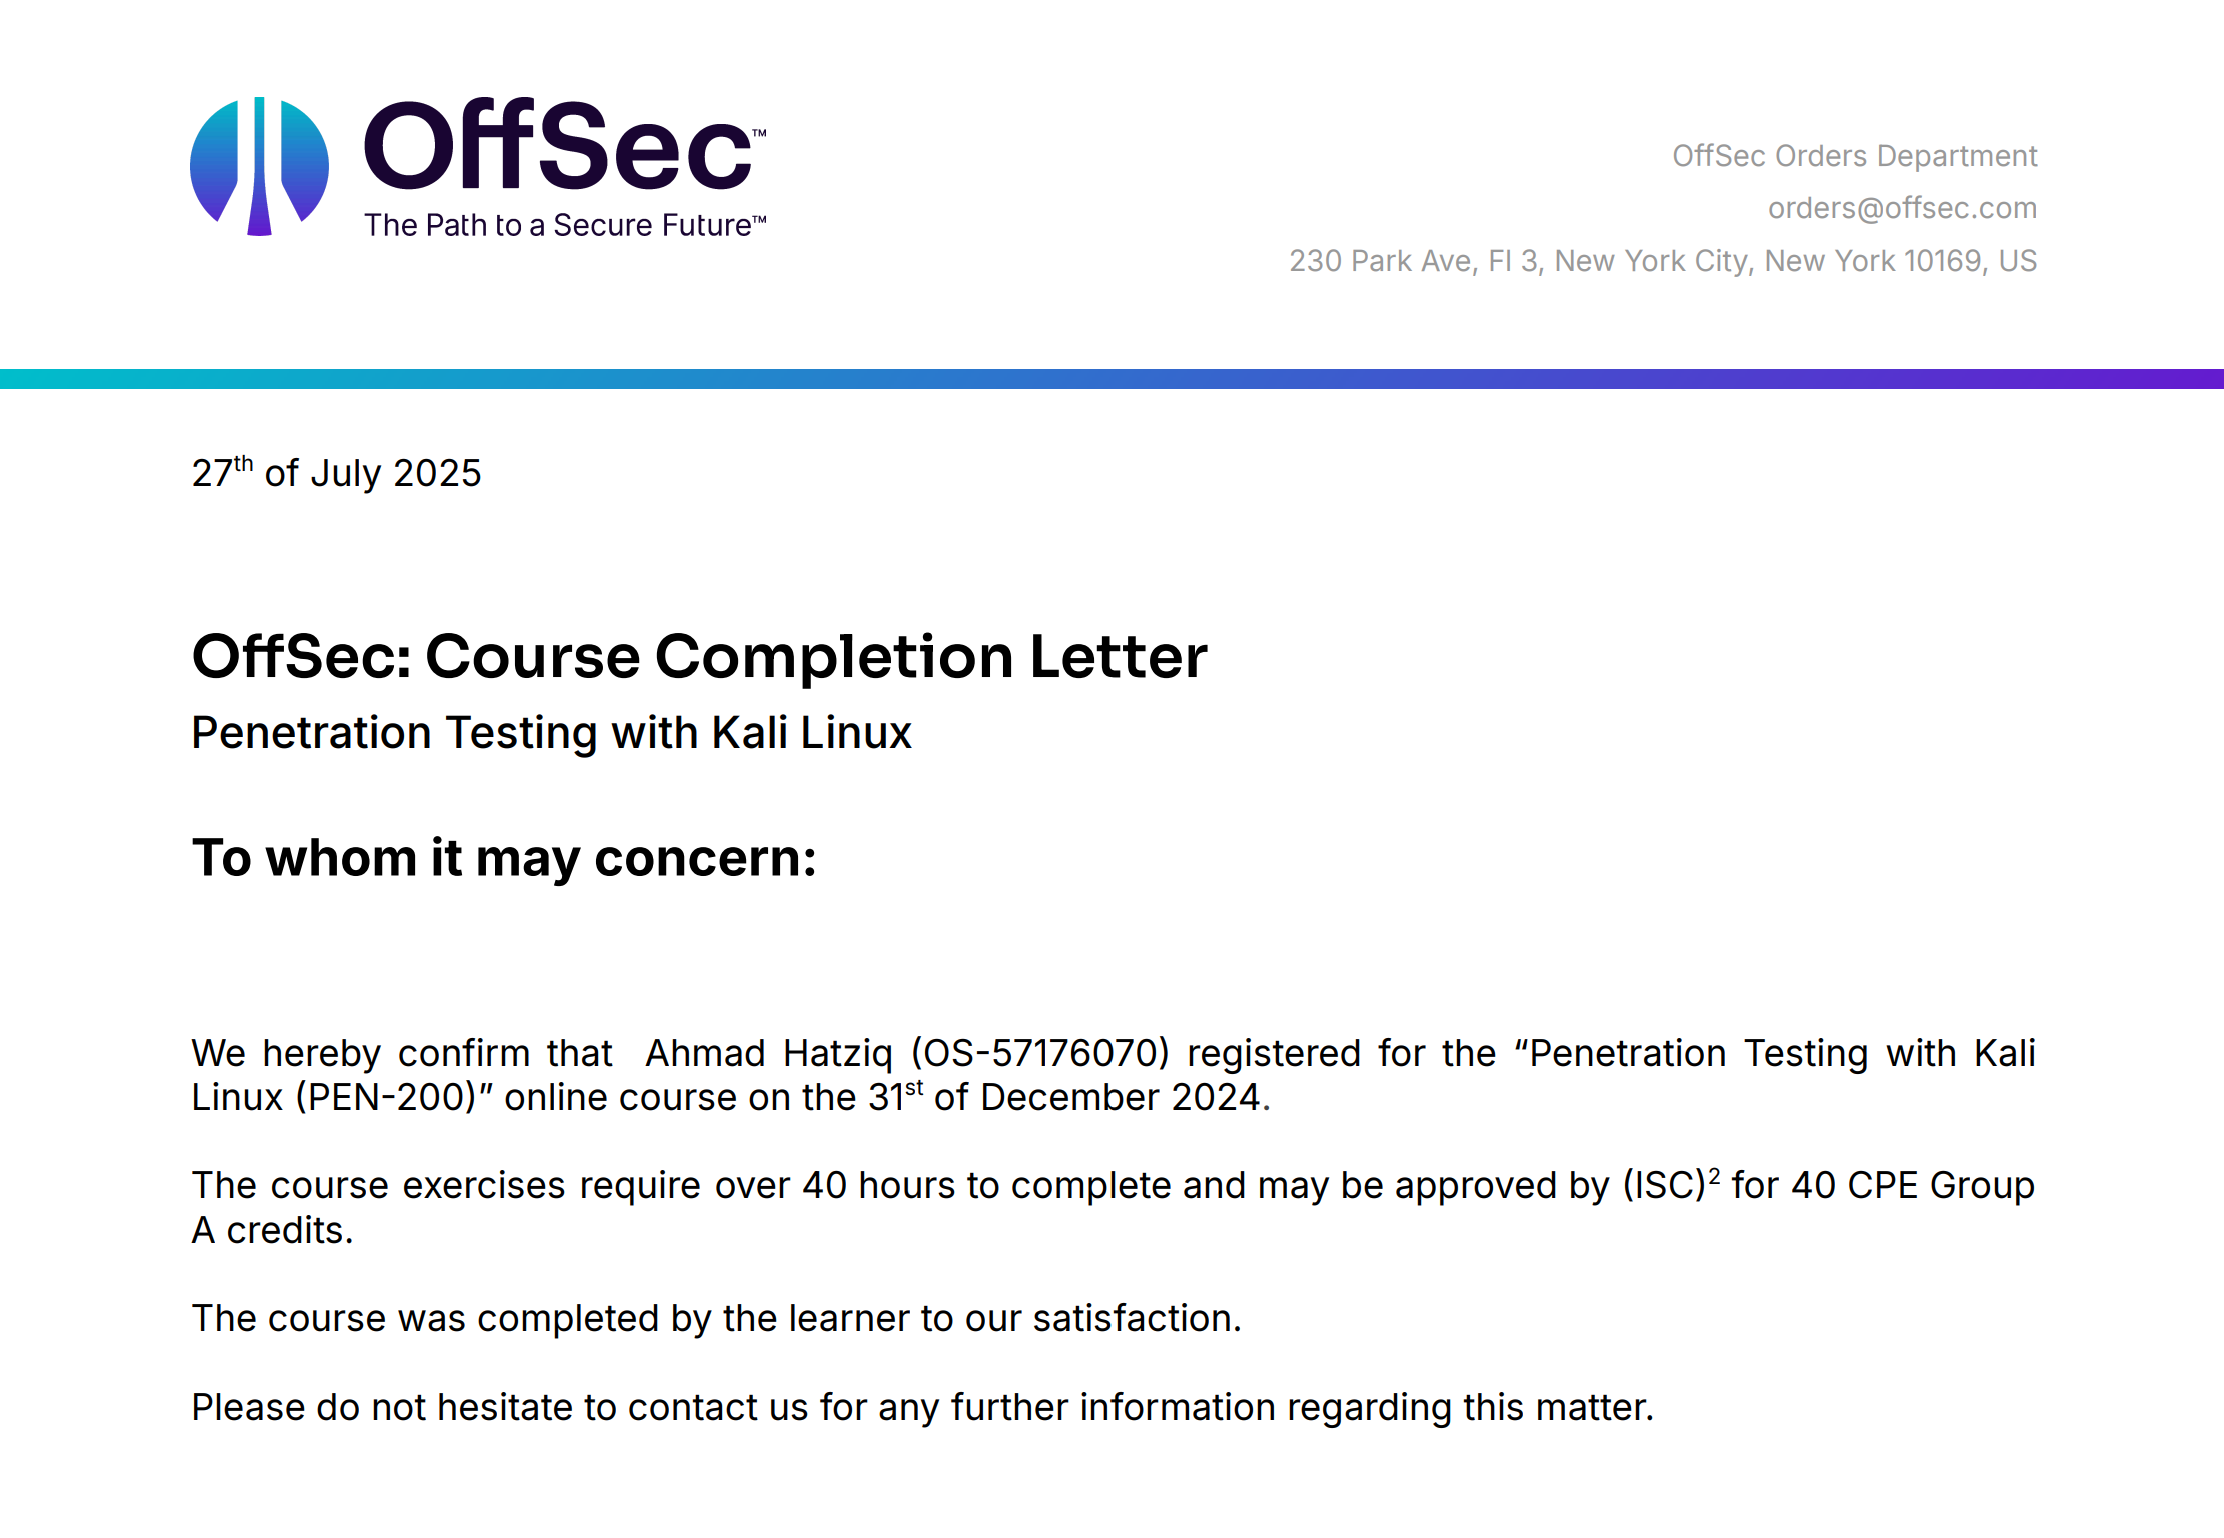 OffSec™
The Path to a Secure Future™
OffSec Orders Department
orders@offsec.com
230 Park Ave, Fl 3, New York City, New York 10169, US
27th of July 2025
OffSec: Course Completion Letter
Penetration Testing with Kali Linux
To whom it may concern:
We hereby confirm that  Ahmad Hatziq (OS-57176070) registered for the “Penetration Testing with Kali
Linux (PEN-200)” online course on the 31st of December 2024.
The course exercises require over 40 hours to complete and may be approved by (ISC)² for 40 CPE Group
A credits.
The course was completed by the learner to our satisfaction.
Please do not hesitate to contact us for any further information regarding this matter.